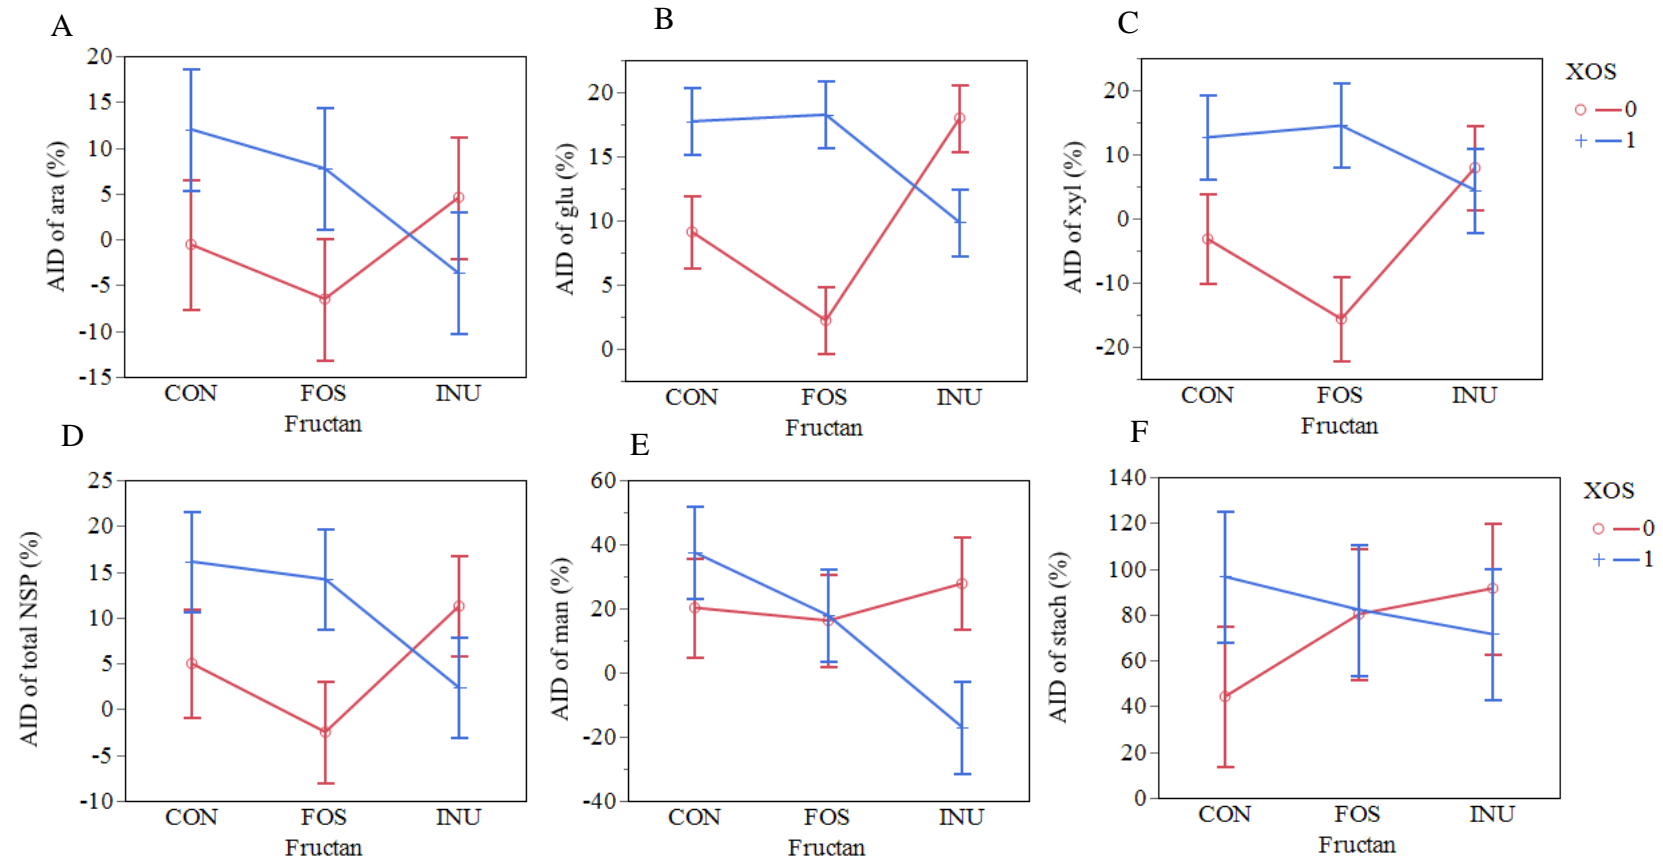 A
B
C
20
15
10
5
0
-5
-10
-15
AID of ara (%)
CON FOS INU
Fructan
20
15
10
5
0
AID of glu (%)
CON FOS INU
Fructan
20
10
0
-10
-20
AID of xyl (%)
CON FOS INU
Fructan
XOS
0
1
D
E
F
25
20
15
10
5
0
-5
-10
AID of total NSP (%)
CON FOS INU
Fructan
60
40
20
0
-20
-40
AID of man (%)
CON FOS INU
Fructan
140
120
100
80
60
40
20
0
AID of stach (%)
CON FOS INU
Fructan
XOS
0
1